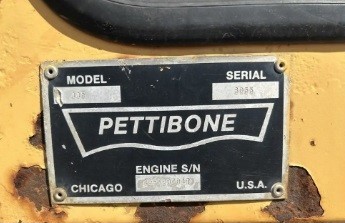 MODEL SERIAL
PETTIBONE
ENGINE S/N
CHICAGO U.S.A.